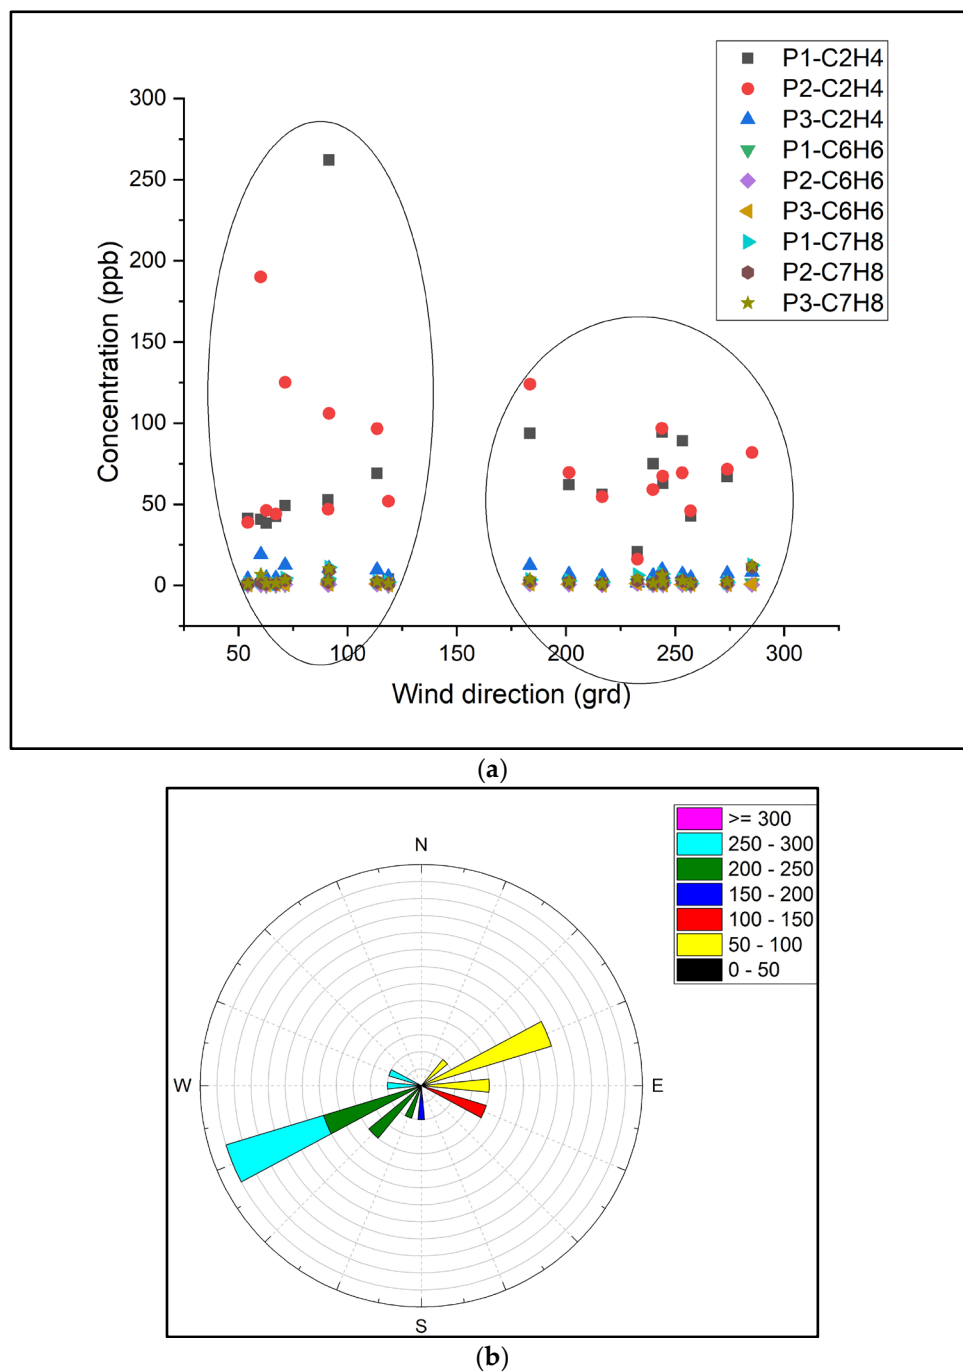 P1-C2H4
P2-C2H4
P3-C2H4
P1-C6H6
P2-C6H6
P3-C6H6
P1-C7H8
P2-C7H8
P3-C7H8
300
250
200
150
100
50
0
Concentration (ppb)
50 100 150 200 250 300
Wind direction (grd)
(a)
>= 300
250 - 300
200 - 250
150 - 200
100 - 150
50 - 100
0 - 50
N
W E
S
(b)